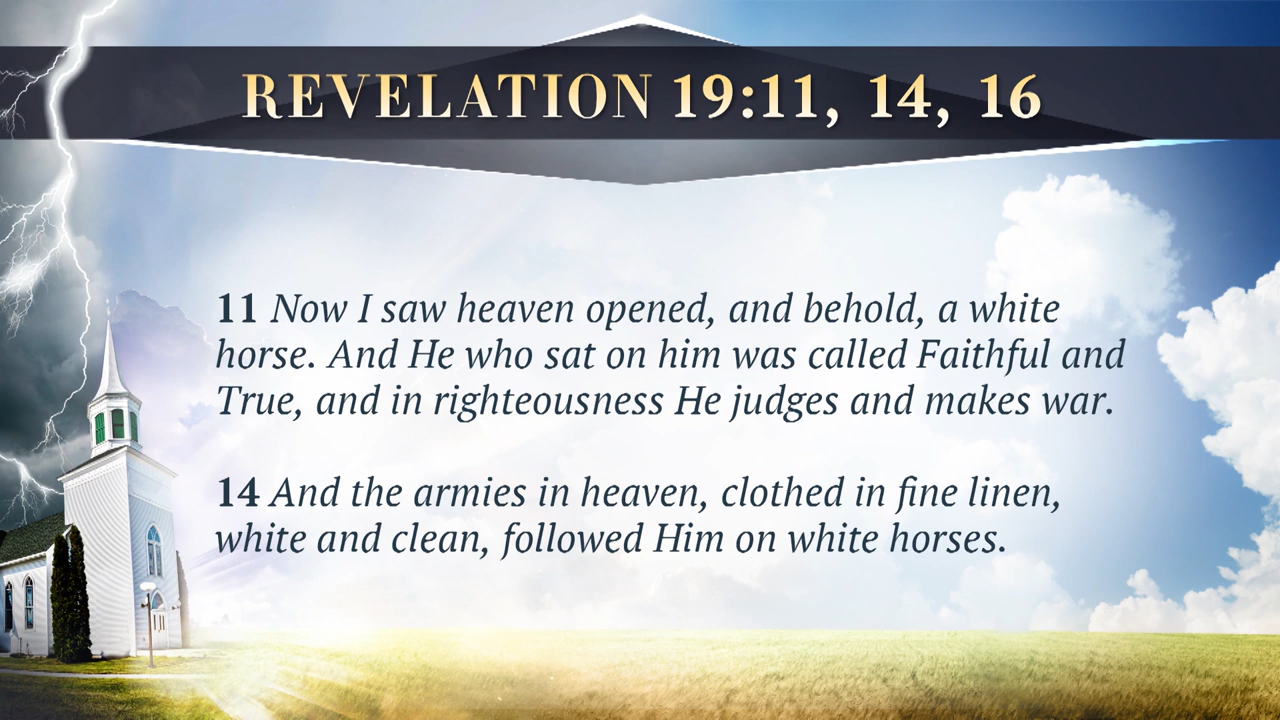 REVELATION 19:11, 14, 16
11 Now I saw heaven opened, and behold, a white
horse. And He who sat on him was called Faithful and
True, and in righteousness He judges and makes war.
14 And the armies in heaven, clothed in fine linen,
white and clean, followed Him on white horses.